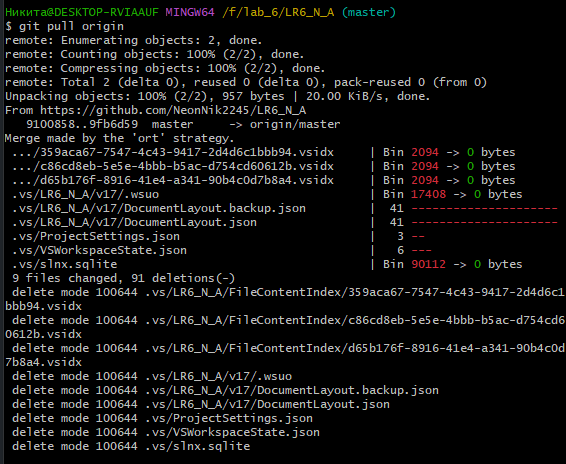 Никита@DESKTOP-RVIAAUF MINGW64 /f/lab_6/LR6_N_A (master)
$ git pull origin
remote: Enumerating objects: 2, done.
remote: Counting objects: 100% (2/2), done.
remote: Compressing objects: 100% (2/2), done.
remote: Total 2 (delta 0), reused 0 (delta 0), pack-reused 0 (from 0)
Unpacking objects: 100% (2/2), 957 bytes | 20.00 KiB/s, done.
From https://github.com/NeonNik2245/LR6_N_A
   9100858..9fb6d59  master     -> origin/master
Merge made by the 'ort' strategy.
 .../359aca67-7547-4c43-9417-2d4d6c1bbb94.vsidx     | Bin 2094 -> 0 bytes
 .../c86cd8eb-5e5e-4bbb-b5ac-d754cd60612b.vsidx     | Bin 2094 -> 0 bytes
 .../d65b176f-8916-41e4-a341-90b4c0d7b8a4.vsidx     | Bin 2094 -> 0 bytes
 .vs/LR6_N_A/v17/.wsuo                              | Bin 17408 -> 0 bytes
 .vs/LR6_N_A/v17/DocumentLayout.backup.json         |  41 ----------------------
 .vs/LR6_N_A/v17/DocumentLayout.json                |  41 ----------------------
 .vs/ProjectSettings.json                           |   3 --
 .vs/VSWorkspaceState.json                          |   6 ---
 .vs/slnx.sqlite                                    | Bin 90112 -> 0 bytes
 9 files changed, 91 deletions(-)
 delete mode 100644 .vs/LR6_N_A/FileContentIndex/359aca67-7547-4c43-9417-2d4d6c1
bbb94.vsidx
 delete mode 100644 .vs/LR6_N_A/FileContentIndex/c86cd8eb-5e5e-4bbb-b5ac-d754cd6
0612b.vsidx
 delete mode 100644 .vs/LR6_N_A/FileContentIndex/d65b176f-8916-41e4-a341-90b4c0d
7b8a4.vsidx
 delete mode 100644 .vs/LR6_N_A/v17/.wsuo
 delete mode 100644 .vs/LR6_N_A/v17/DocumentLayout.backup.json
 delete mode 100644 .vs/LR6_N_A/v17/DocumentLayout.json
 delete mode 100644 .vs/ProjectSettings.json
 delete mode 100644 .vs/VSWorkspaceState.json
 delete mode 100644 .vs/slnx.sqlite